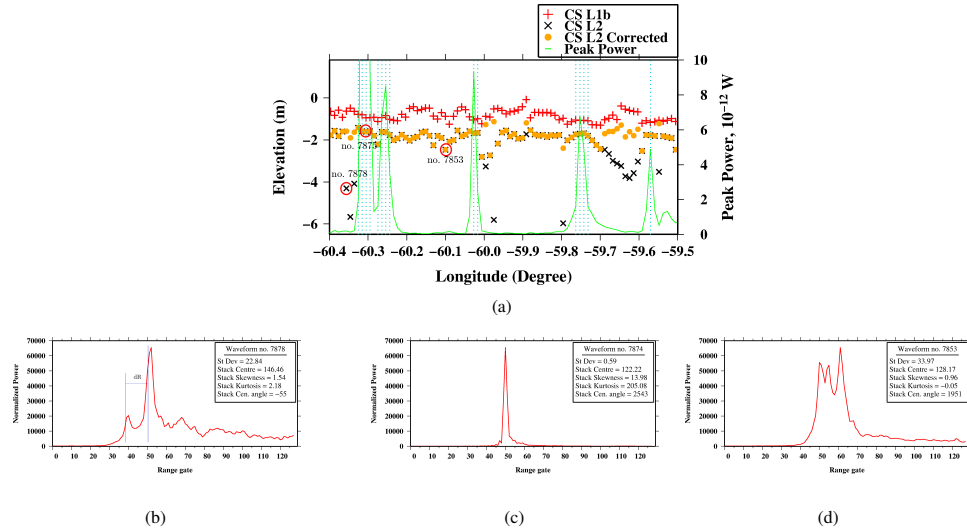 CS L1b
CS L2
CS L2 Corrected
Peak Power
Elevation (m)
0
−2
−4
−6
10
8
6
4
2
0
Peak Power, 10⁻¹² W
no. 7875
no. 7853
no. 7878
−60.4 −60.3 −60.2 −60.1 −60.0 −59.9 −59.8 −59.7 −59.6 −59.5
Longitude (Degree)
(a)
Normalized Power
70000
60000
50000
40000
30000
20000
10000
0
dR
Waveform no. 7878
St Dev = 22.84
Stack Centre = 146.46
Stack Skewness = 1.54
Stack Kurtosis = 2.18
Stack Cen. angle = −55
0 10 20 30 40 50 60 70 80 90 100 110 120
Range gate
(b)
Normalized Power
70000
60000
50000
40000
30000
20000
10000
0
Waveform no. 7874
St Dev = 0.59
Stack Centre = 122.22
Stack Skewness = 13.98
Stack Kurtosis = 205.08
Stack Cen. angle = 2543
0 10 20 30 40 50 60 70 80 90 100 110 120
Range gate
(c)
Normalized Power
70000
60000
50000
40000
30000
20000
10000
0
Waveform no. 7853
St Dev = 33.97
Stack Centre = 128.17
Stack Skewness = 0.96
Stack Kurtosis = −0.05
Stack Cen. angle = 1951
0 10 20 30 40 50 60 70 80 90 100 110 120
Range gate
(d)